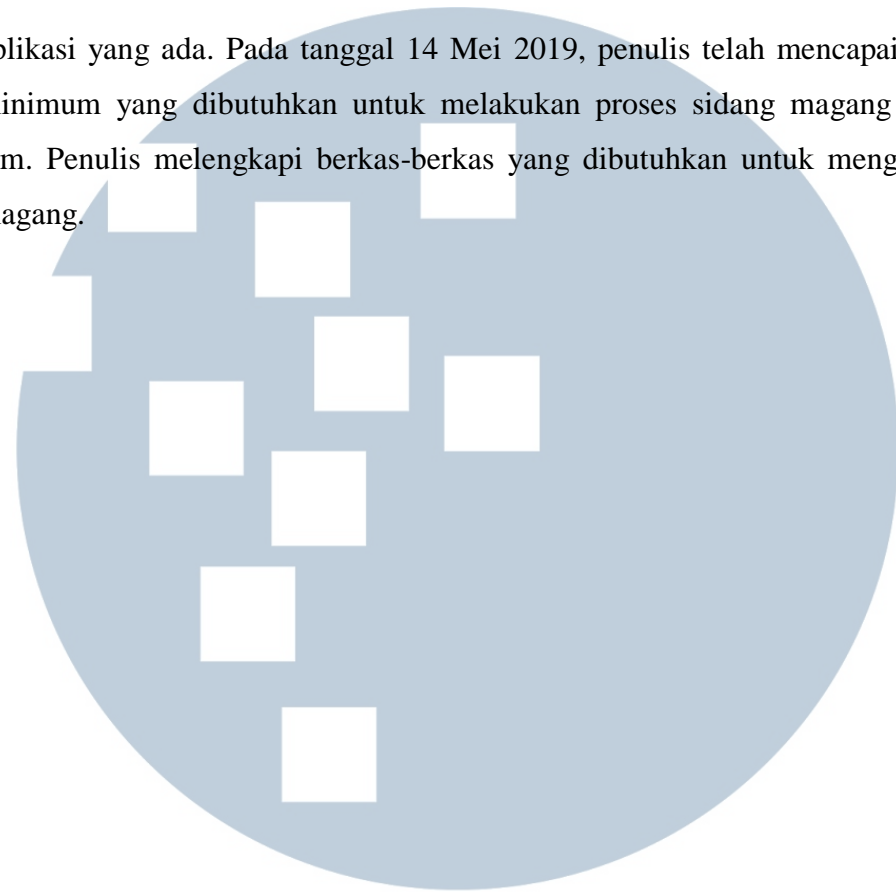 plikasi yang ada. Pada tanggal 14 Mei 2019, penulis telah mencapai
inimum yang dibutuhkan untuk melakukan proses sidang magang
m. Penulis melengkapi berkas-berkas yang dibutuhkan untuk meng
agang.